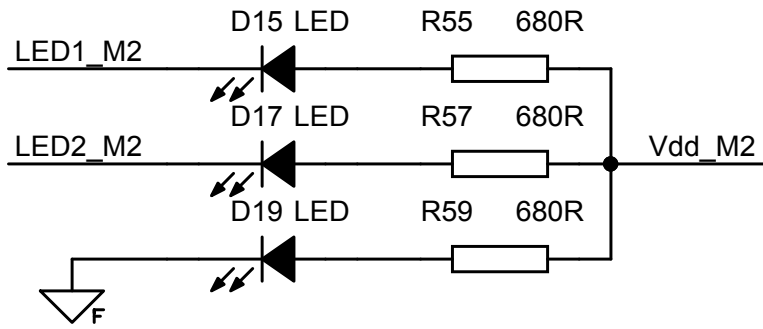 D15 LED R55 680R
LED1_M2
D17 LED R57 680R
LED2_M2 Vdd_M2
D19 LED R59 680R
F